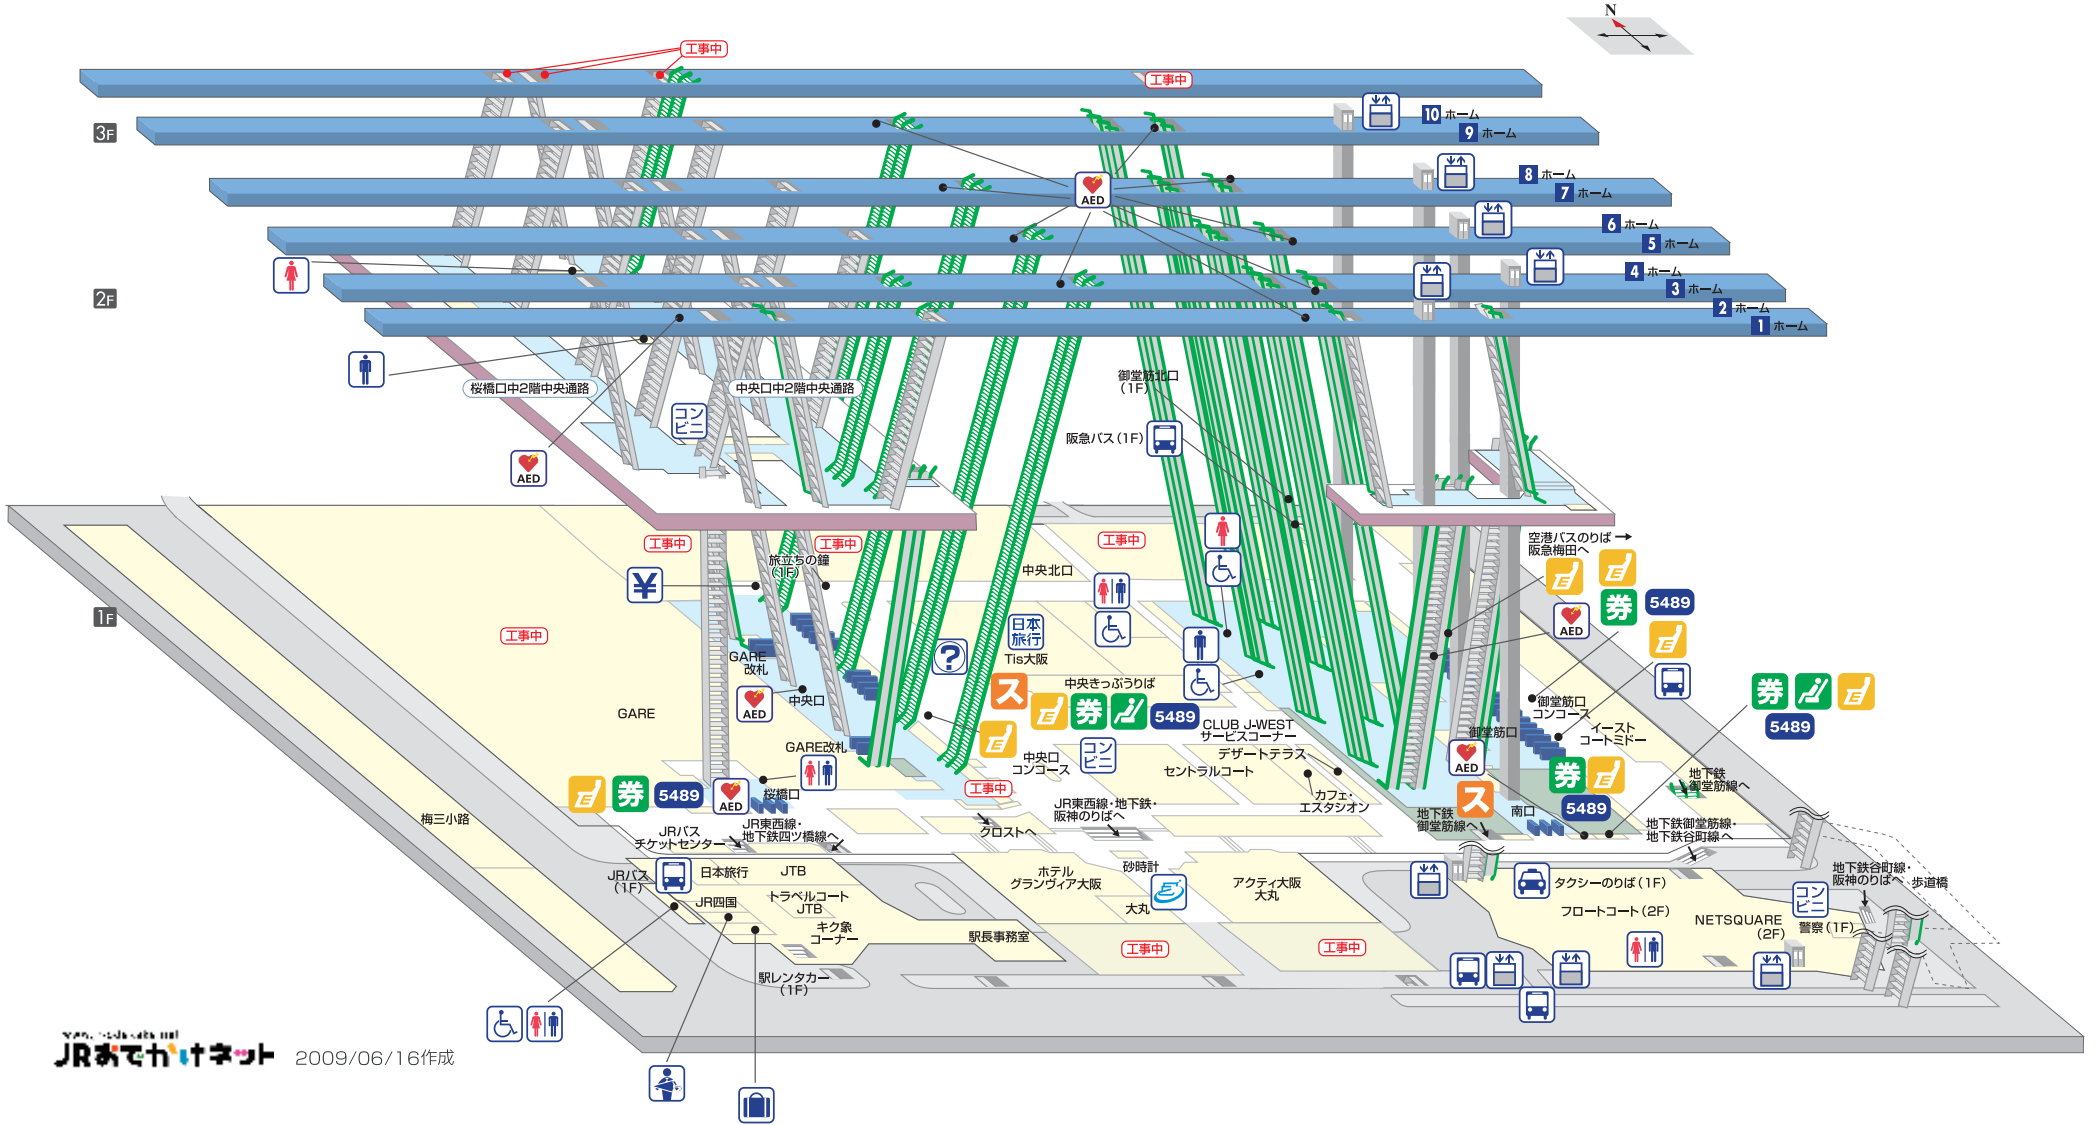 N
工事中
工事中
3F
10 ホーム
9 ホーム
8 ホーム
7 ホーム
AED
6 ホーム
5 ホーム
4 ホーム
3 ホーム
2F
2 ホーム
1 ホーム
桜橋口中2階中央通路
中央口中2階中央通路
御堂筋北口
(1F)
コンビニ
阪急バス(1F)
AED
工事中
工事中
工事中
空港バスのりば
阪急梅田へ
旅立ちの鐘
(1F)
中央北口
¥
券
5489
1F
工事中
AED
日本
旅行
Tis大阪
?
GARE
改札
中央きっぷうりば
ス
券
5489
AED
中央口
GARE
御堂筋口
コンコース
券
5489
CLUB J-WEST
サービスコーナー
イースト
コートミドー
御堂筋口
GARE改札
コンビニ
中央口
コンコース
デザートテラス
セントラルコート
AED
券
5489
地下鉄
御堂筋線へ
券
5489
AED
桜橋口
工事中
カフェ・
エスタシオン
ス
南口
JR東西線・地下鉄・
阪神のりばへ
地下鉄
御堂筋線へ
地下鉄御堂筋線・
地下鉄谷町線へ
梅三小路
JRバス
チケットセンター
JR東西線・
地下鉄四ツ橋線へ
クロストへ
JRバス
(1F)
日本旅行
JTB
ホテル
グランヴィア大阪
砂時計
アクティ大阪
大丸
タクシーのりば(1F)
地下鉄谷町線・
阪神のりばへ
歩道橋
JR四国
トラベルコート
JTB
大丸
フロートコート(2F)
コンビニ
NETSQUARE
(2F)
警察(1F)
キク象
コーナー
駅長事務室
工事中
工事中
駅レンタカー
(1F)
JRおでかけネット
2009/06/16作成